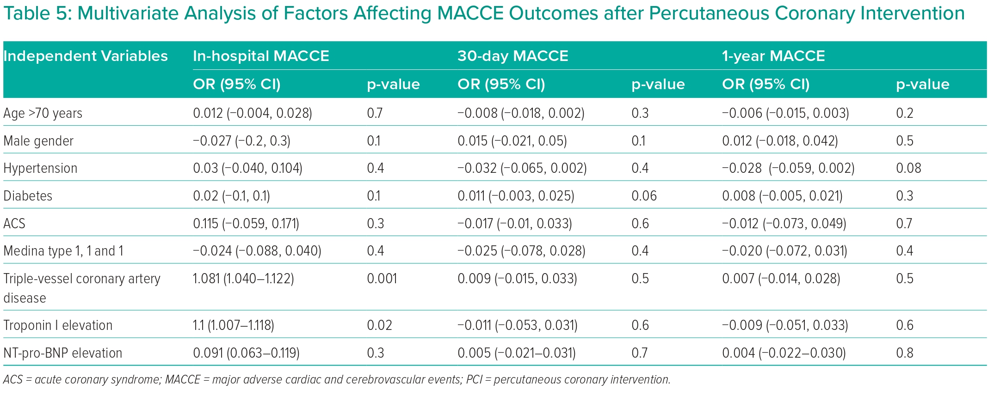 Table 5: Multivariate Analysis of Factors Affecting MACCE Outcomes after Percutaneous Coronary Intervention
Independent Variables In-hospital MACCE 30-day MACCE 1-year MACCE
OR (95% CI) p-value OR (95% CI) p-value OR (95% CI) p-value
Age >70 years 0.012 (−0.004, 0.028) 0.7 −0.008 (−0.018, 0.002) 0.3 −0.006 (−0.015, 0.003) 0.2
Male gender −0.027 (−0.2, 0.3) 0.1 0.015 (−0.021, 0.05) 0.1 0.012 (−0.018, 0.042) 0.5
Hypertension 0.03 (−0.040, 0.104) 0.4 −0.032 (−0.065, 0.002) 0.4 −0.028 (−0.059, 0.002) 0.08
Diabetes 0.02 (−0.1, 0.1) 0.1 0.011 (−0.003, 0.025) 0.06 0.008 (−0.005, 0.021) 0.3
ACS 0.115 (−0.059, 0.171) 0.3 −0.017 (−0.01, 0.033) 0.6 −0.012 (−0.073, 0.049) 0.7
Medina type 1, 1 and 1 −0.024 (−0.088, 0.040) 0.4 −0.025 (−0.078, 0.028) 0.4 −0.020 (−0.072, 0.031) 0.4
Triple-vessel coronary artery 1.081 (1.040–1.122) 0.001 0.009 (−0.015, 0.033) 0.5 0.007 (−0.014, 0.028) 0.5
disease
Troponin I elevation 1.1 (1.007–1.118) 0.02 −0.011 (−0.053, 0.031) 0.6 −0.009 (−0.051, 0.033) 0.6
NT-pro-BNP elevation 0.091 (0.063–0.119) 0.3 0.005 (−0.021–0.031) 0.7 0.004 (−0.022–0.030) 0.8
ACS = acute coronary syndrome; MACCE = major adverse cardiac and cerebrovascular events; PCI = percutaneous coronary intervention.